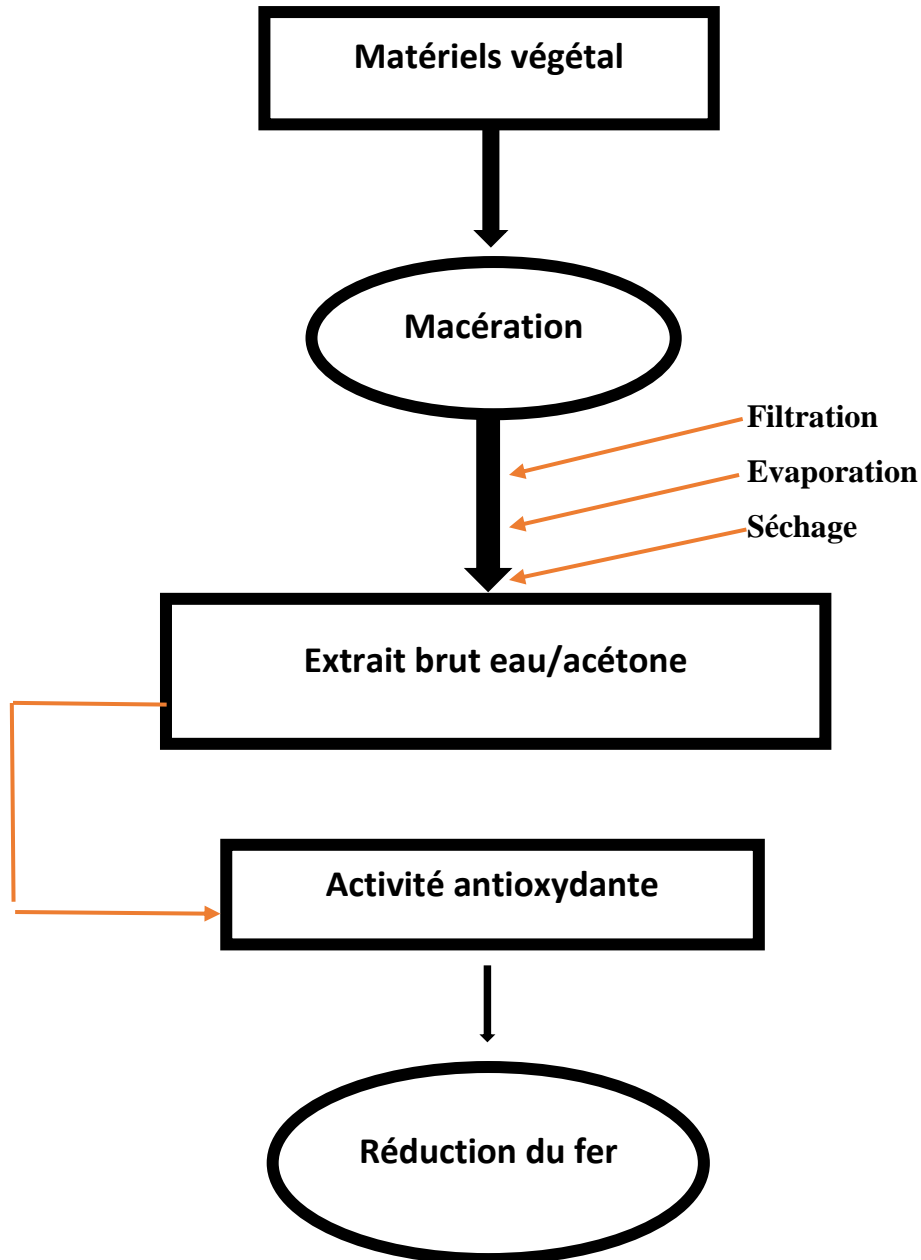 Matériels végétal
Macération
Filtration
Evaporation
Séchage
Extrait brut eau/acétone
Activité antioxydante
Réduction du fer